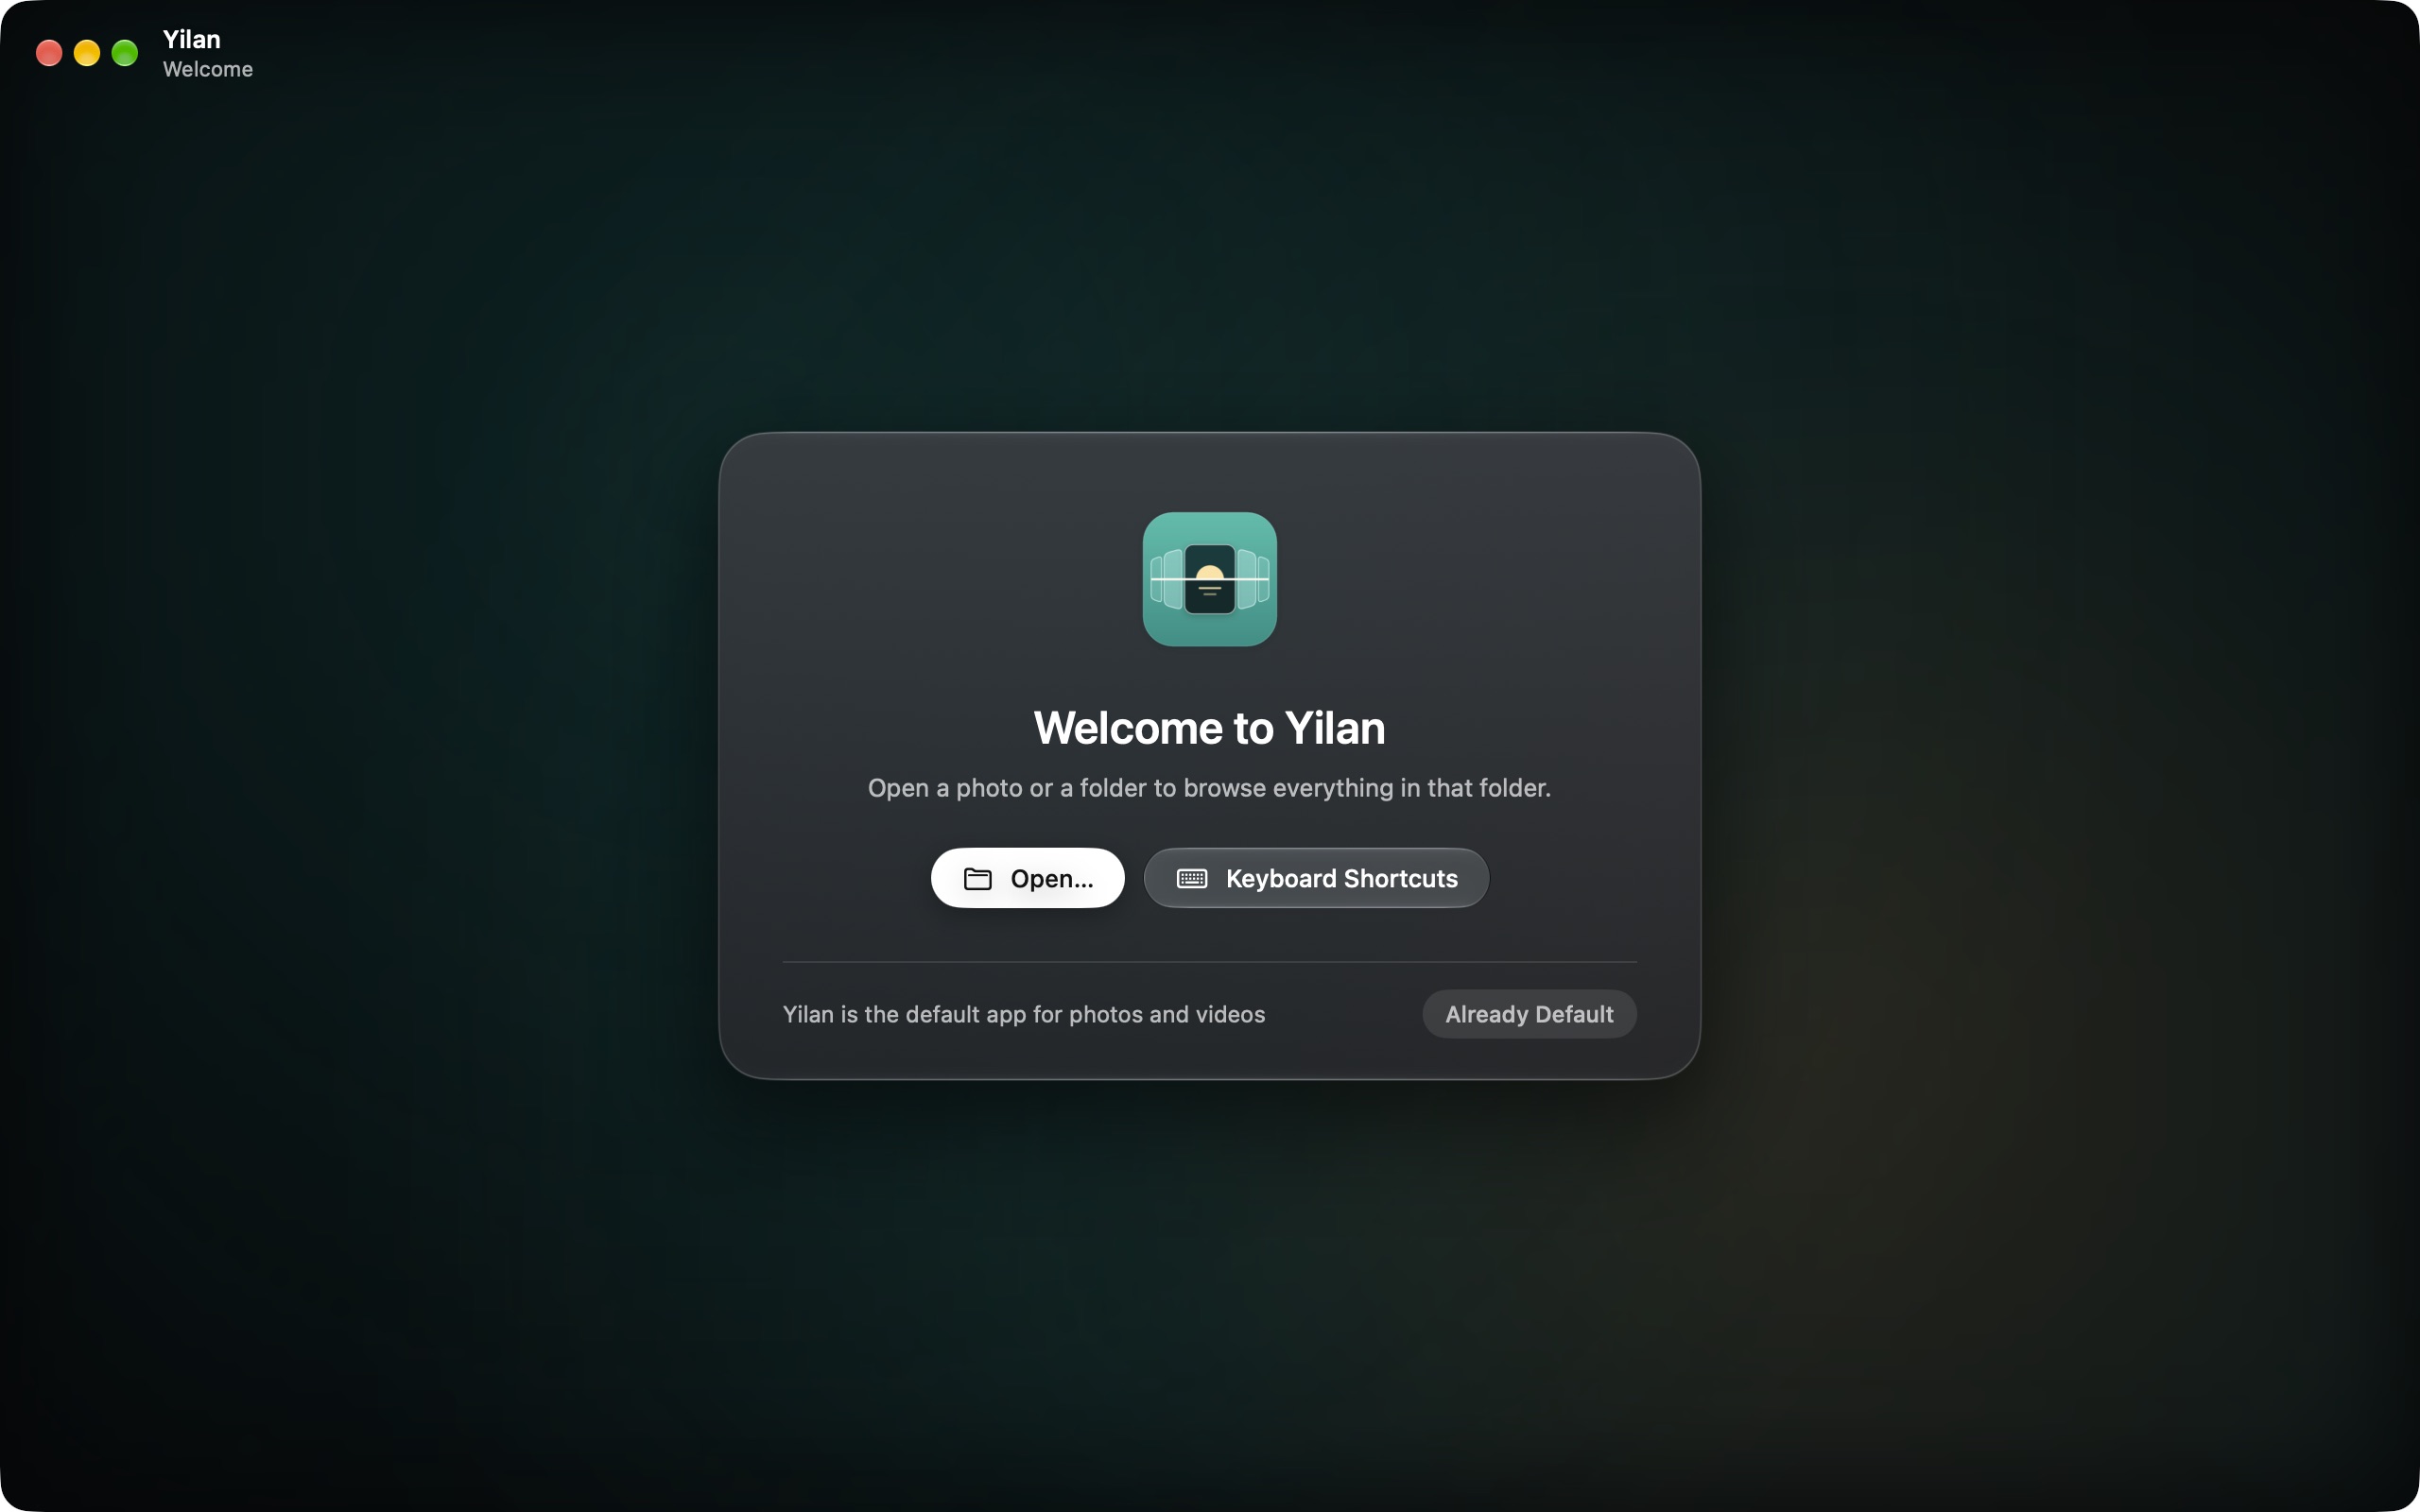 Yilan
Welcome
Welcome to Yilan
Open a photo or a folder to browse everything in that folder.
Open...
Keyboard Shortcuts
Yilan is the default app for photos and videos
Already Default